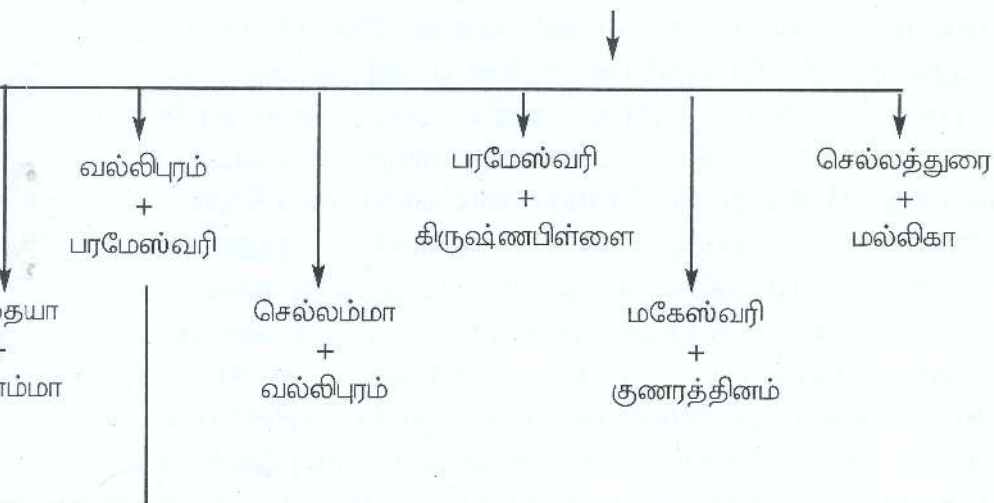 வல்லிபுரம்
+
பரமேஸ்வரி
பரமேஸ்வரி
+
கிருஷ்ணபிள்ளை
செல்லத்துரை
+
மல்லிகா
செல்லம்மா
+
வல்லிபுரம்
மகேஸ்வரி
+
குணரத்தினம்